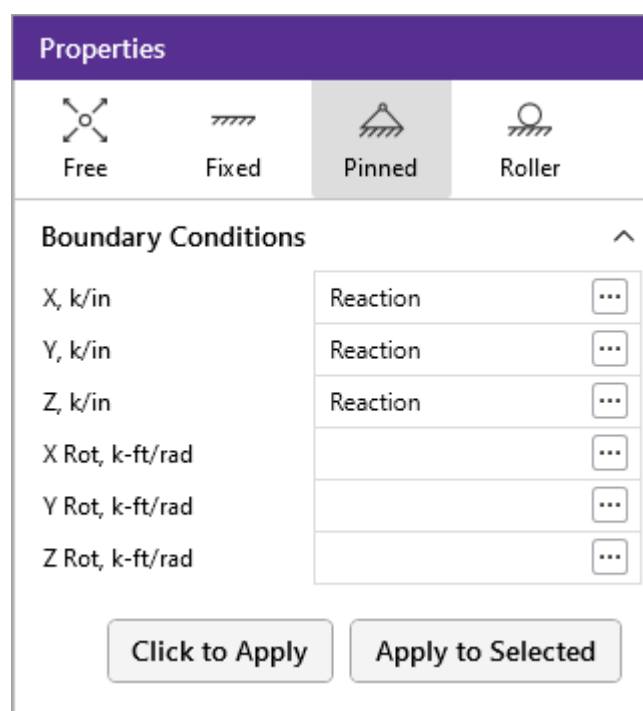 Properties
Free Fixed Pinned Roller
Boundary Conditions
X, k/in Reaction ...
Y, k/in Reaction ...
Z, k/in Reaction ...
X Rot, k-ft/rad ...
Y Rot, k-ft/rad ...
Z Rot, k-ft/rad ...
Click to Apply Apply to Selected